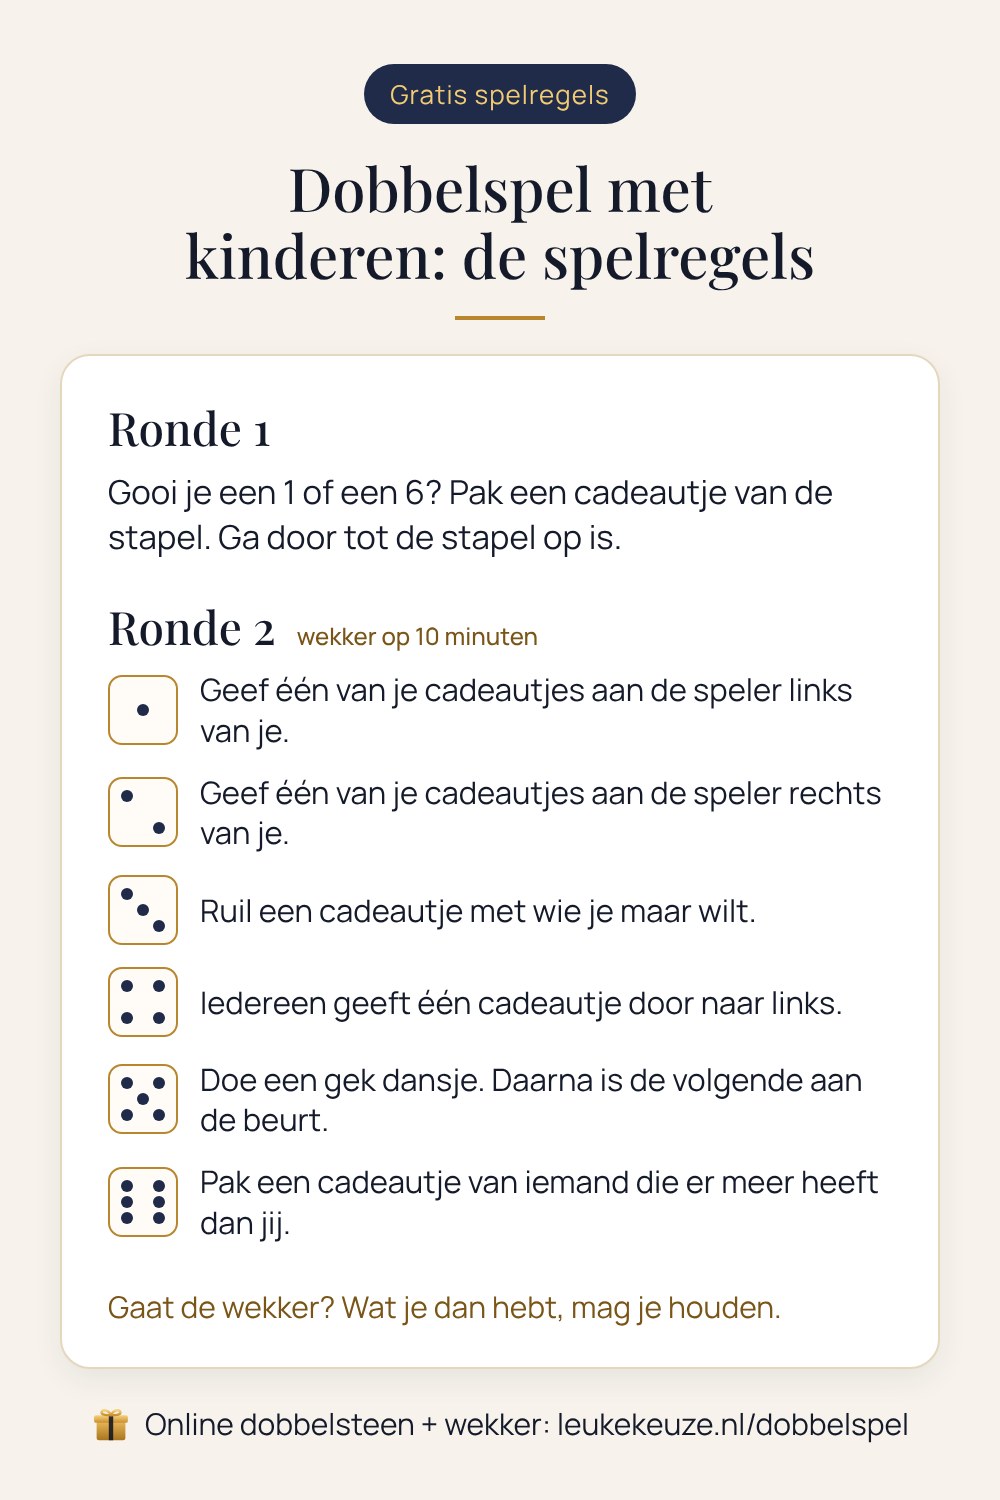 Gratis spelregels
Dobbelspel met
kinderen: de spelregels
Ronde 1
Gooi je een 1 of een 6? Pak een cadeautje van de
stapel. Ga door tot de stapel op is.
Ronde 2 wekker op 10 minuten
Geef één van je cadeautjes aan de speler links
van je.
Geef één van je cadeautjes aan de speler rechts
van je.
Ruil een cadeautje met wie je maar wilt.
Iedereen geeft één cadeautje door naar links.
Doe een gek dansje. Daarna is de volgende aan
de beurt.
Pak een cadeautje van iemand die er meer heeft
dan jij.
Gaat de wekker? Wat je dan hebt, mag je houden.
Online dobbelsteen + wekker: leukekeuze.nl/dobbelspel